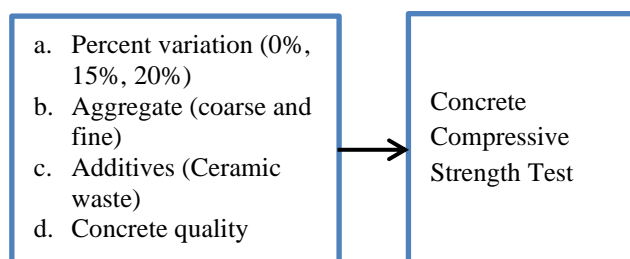 a. Percent variation (0%,
15%, 20%)
b. Aggregate (coarse and
fine)
c. Additives (Ceramic
waste)
d. Concrete quality
Concrete
Compressive
Strength Test